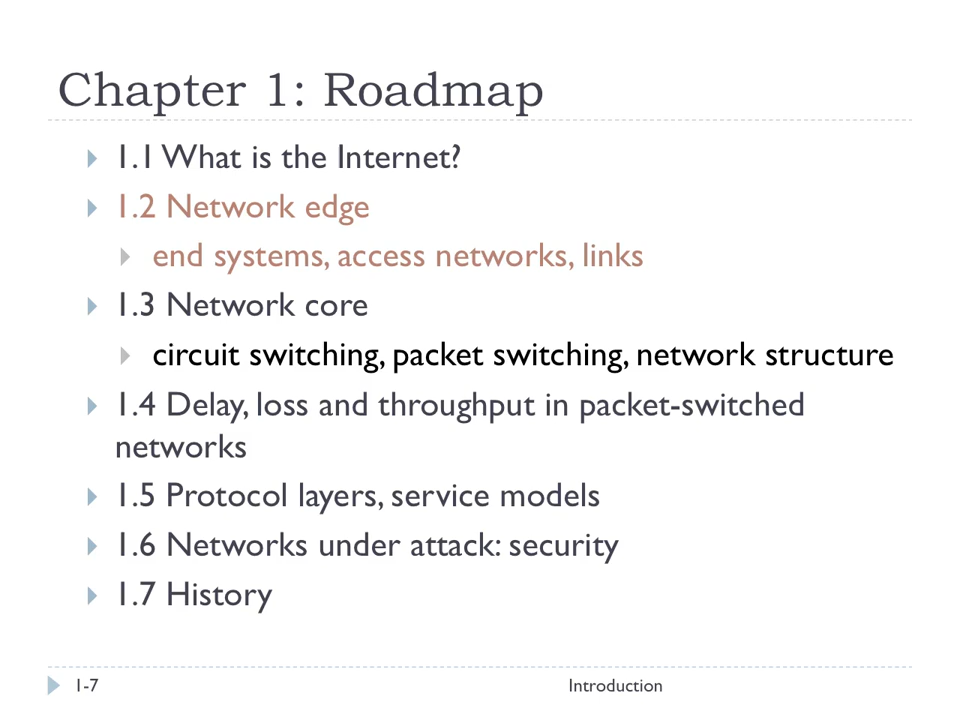 Chapter 1: Roadmap
1.1 What is the Internet?
1.2 Network edge
end systems, access networks, links
1.3 Network core
circuit switching, packet switching, network structure
1.4 Delay, loss and throughput in packet-switched
networks
1.5 Protocol layers, service models
1.6 Networks under attack: security
1.7 History
1-7
Introduction